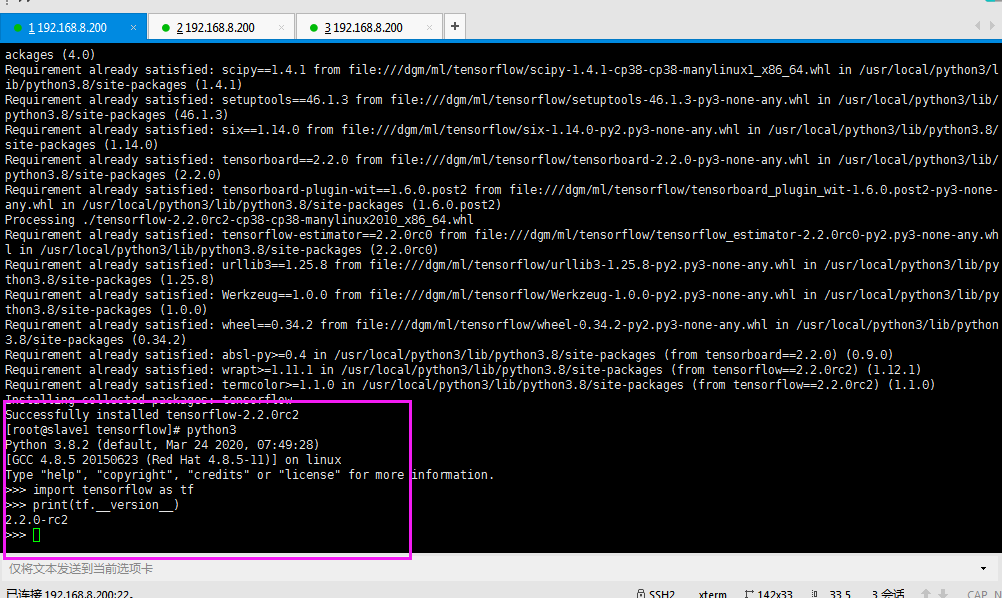 1 192.168.8.200 ×
2 192.168.8.200 ×
3 192.168.8.200 ×
+
ackages (4.0)
Requirement already satisfied: scipy==1.4.1 from file:///dgm/ml/tensorflow/scipy-1.4.1-cp38-cp38-manylinux1_x86_64.whl in /usr/local/python3/l
ib/python3.8/site-packages (1.4.1)
Requirement already satisfied: setuptools==46.1.3 from file:///dgm/ml/tensorflow/setuptools-46.1.3-py3-none-any.whl in /usr/local/python3/lib/
python3.8/site-packages (46.1.3)
Requirement already satisfied: six==1.14.0 from file:///dgm/ml/tensorflow/six-1.14.0-py2.py3-none-any.whl in /usr/local/python3/lib/python3.8/
site-packages (1.14.0)
Requirement already satisfied: tensorboard==2.2.0 from file:///dgm/ml/tensorflow/tensorboard-2.2.0-py3-none-any.whl in /usr/local/python3/lib/
python3.8/site-packages (2.2.0)
Requirement already satisfied: tensorboard-plugin-wit==1.6.0.post2 from file:///dgm/ml/tensorflow/tensorboard_plugin_wit-1.6.0.post2-py3-none-
any.whl in /usr/local/python3/lib/python3.8/site-packages (1.6.0.post2)
Processing ./tensorflow-2.2.0rc2-cp38-cp38-manylinux2010_x86_64.whl
Requirement already satisfied: tensorflow-estimator==2.2.0rc0 from file:///dgm/ml/tensorflow/tensorflow_estimator-2.2.0rc0-py2.py3-none-any.wh
l in /usr/local/python3/lib/python3.8/site-packages (2.2.0rc0)
Requirement already satisfied: urllib3==1.25.8 from file:///dgm/ml/tensorflow/urllib3-1.25.8-py2.py3-none-any.whl in /usr/local/python3/lib/py
thon3.8/site-packages (1.25.8)
Requirement already satisfied: Werkzeug==1.0.0 from file:///dgm/ml/tensorflow/Werkzeug-1.0.0-py2.py3-none-any.whl in /usr/local/python3/lib/py
thon3.8/site-packages (1.0.0)
Requirement already satisfied: wheel==0.34.2 from file:///dgm/ml/tensorflow/wheel-0.34.2-py2.py3-none-any.whl in /usr/local/python3/lib/python
3.8/site-packages (0.34.2)
Requirement already satisfied: absl-py>=0.4 in /usr/local/python3/lib/python3.8/site-packages (from tensorboard==2.2.0) (0.9.0)
Requirement already satisfied: wrapt>=1.11.1 in /usr/local/python3/lib/python3.8/site-packages (from tensorflow==2.2.0rc2) (1.12.1)
Requirement already satisfied: termcolor>=1.1.0 in /usr/local/python3/lib/python3.8/site-packages (from tensorflow==2.2.0rc2) (1.1.0)
Installing collected packages: tensorflow
Successfully installed tensorflow-2.2.0rc2
[root@slave1 tensorflow]# python3
Python 3.8.2 (default, Mar 24 2020, 07:49:28)
[GCC 4.8.5 20150623 (Red Hat 4.8.5-11)] on linux
Type "help", "copyright", "credits" or "license" for more information.
>>> import tensorflow as tf
>>> print(tf.__version__)
2.2.0-rc2
>>>
仅将文本发送到当前选项卡
已连接 192.168.8.200:22。 SSH2 xterm 142x33 33,5 3 会话 CAP N